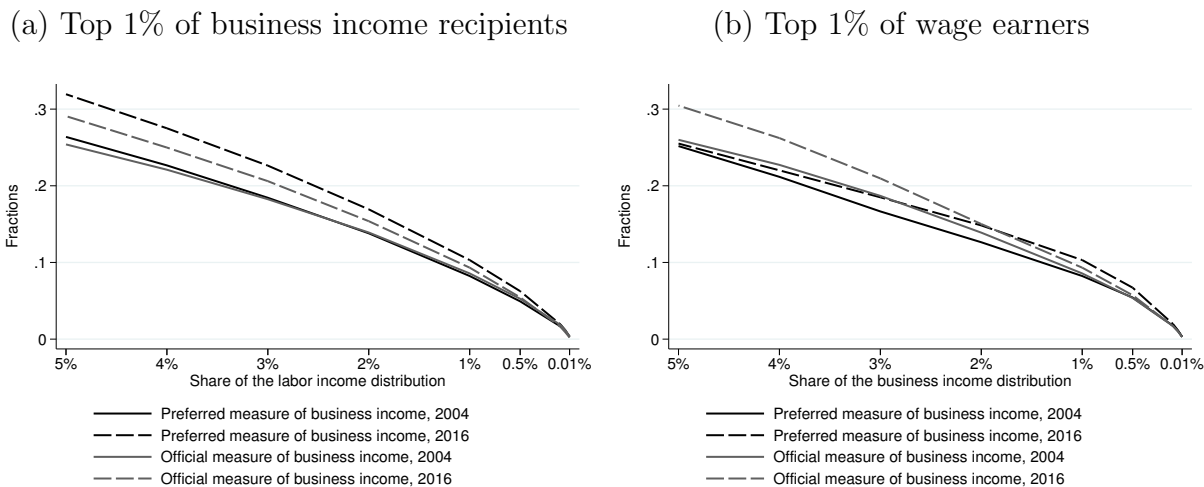 (a) Top 1% of business income recipients
.3
.2
.1
0
Fractions
5% 4% 3% 2% 1% 0.5% 0.01%
Share of the labor income distribution
Preferred measure of business income, 2004
Preferred measure of business income, 2016
Official measure of business income, 2004
Official measure of business income, 2016
(b) Top 1% of wage earners
.3
.2
.1
0
Fractions
5% 4% 3% 2% 1% 0.5% 0.01%
Share of the business income distribution
Preferred measure of business income, 2004
Preferred measure of business income, 2016
Official measure of business income, 2004
Official measure of business income, 2016